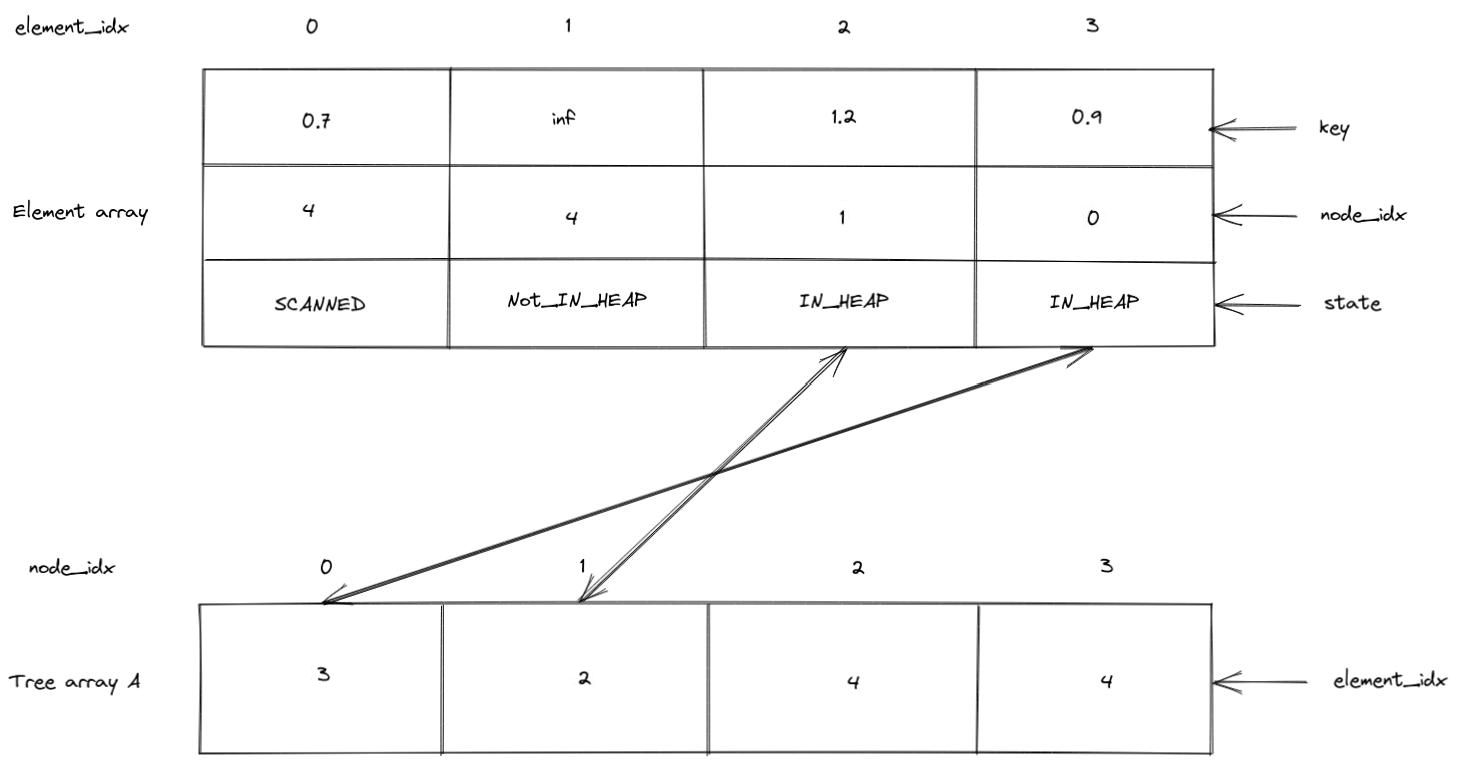 element_idx 0 1 2 3
0.7 inf 1.2 0.9 key
Element array 4 4 1 0 node_idx
SCANNED Not_IN_HEAP IN_HEAP IN_HEAP state
node_idx 0 1 2 3
Tree array A 3 2 4 4 element_idx